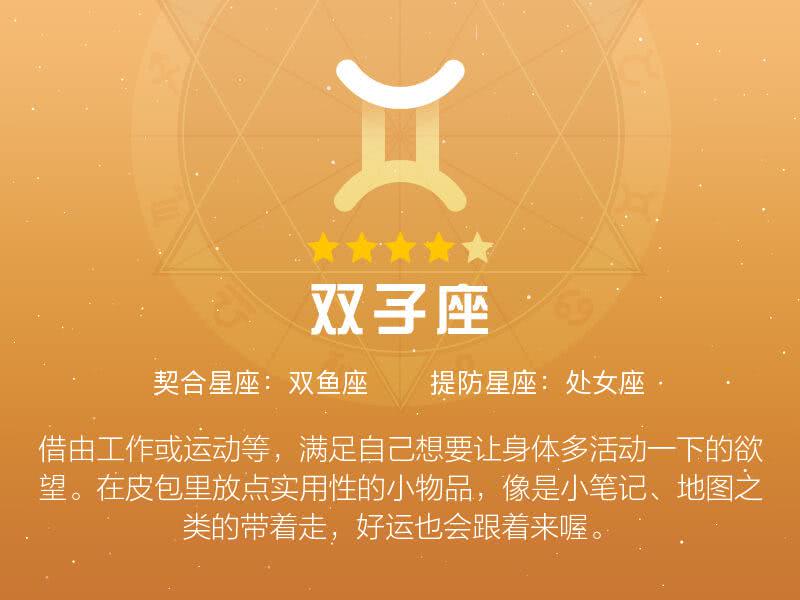 双子座
契合星座：双鱼座 提防星座：处女座
借由工作或运动等，满足自己想要让身体多活动一下的欲
望。在皮包里放点实用性的小物品，像是小笔记、地图之
类的带着走，好运也会跟着来喔。